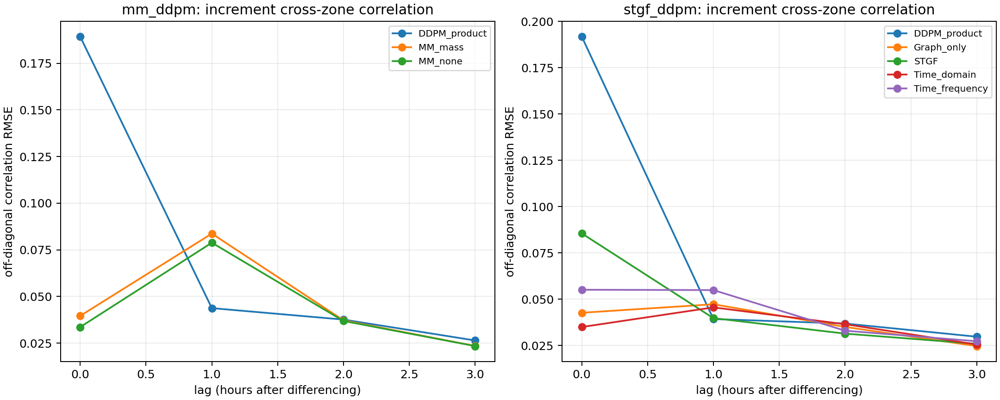 mm_ddpm: increment cross-zone correlation
off-diagonal correlation RMSE
0.175
0.150
0.125
0.100
0.075
0.050
0.025
DDPM_product
MM_mass
MM_none
0.0 0.5 1.0 1.5 2.0 2.5 3.0
lag (hours after differencing)
stgf_ddpm: increment cross-zone correlation
off-diagonal correlation RMSE
0.200
0.175
0.150
0.125
0.100
0.075
0.050
0.025
DDPM_product
Graph_only
STGF
Time_domain
Time_frequency
0.0 0.5 1.0 1.5 2.0 2.5 3.0
lag (hours after differencing)